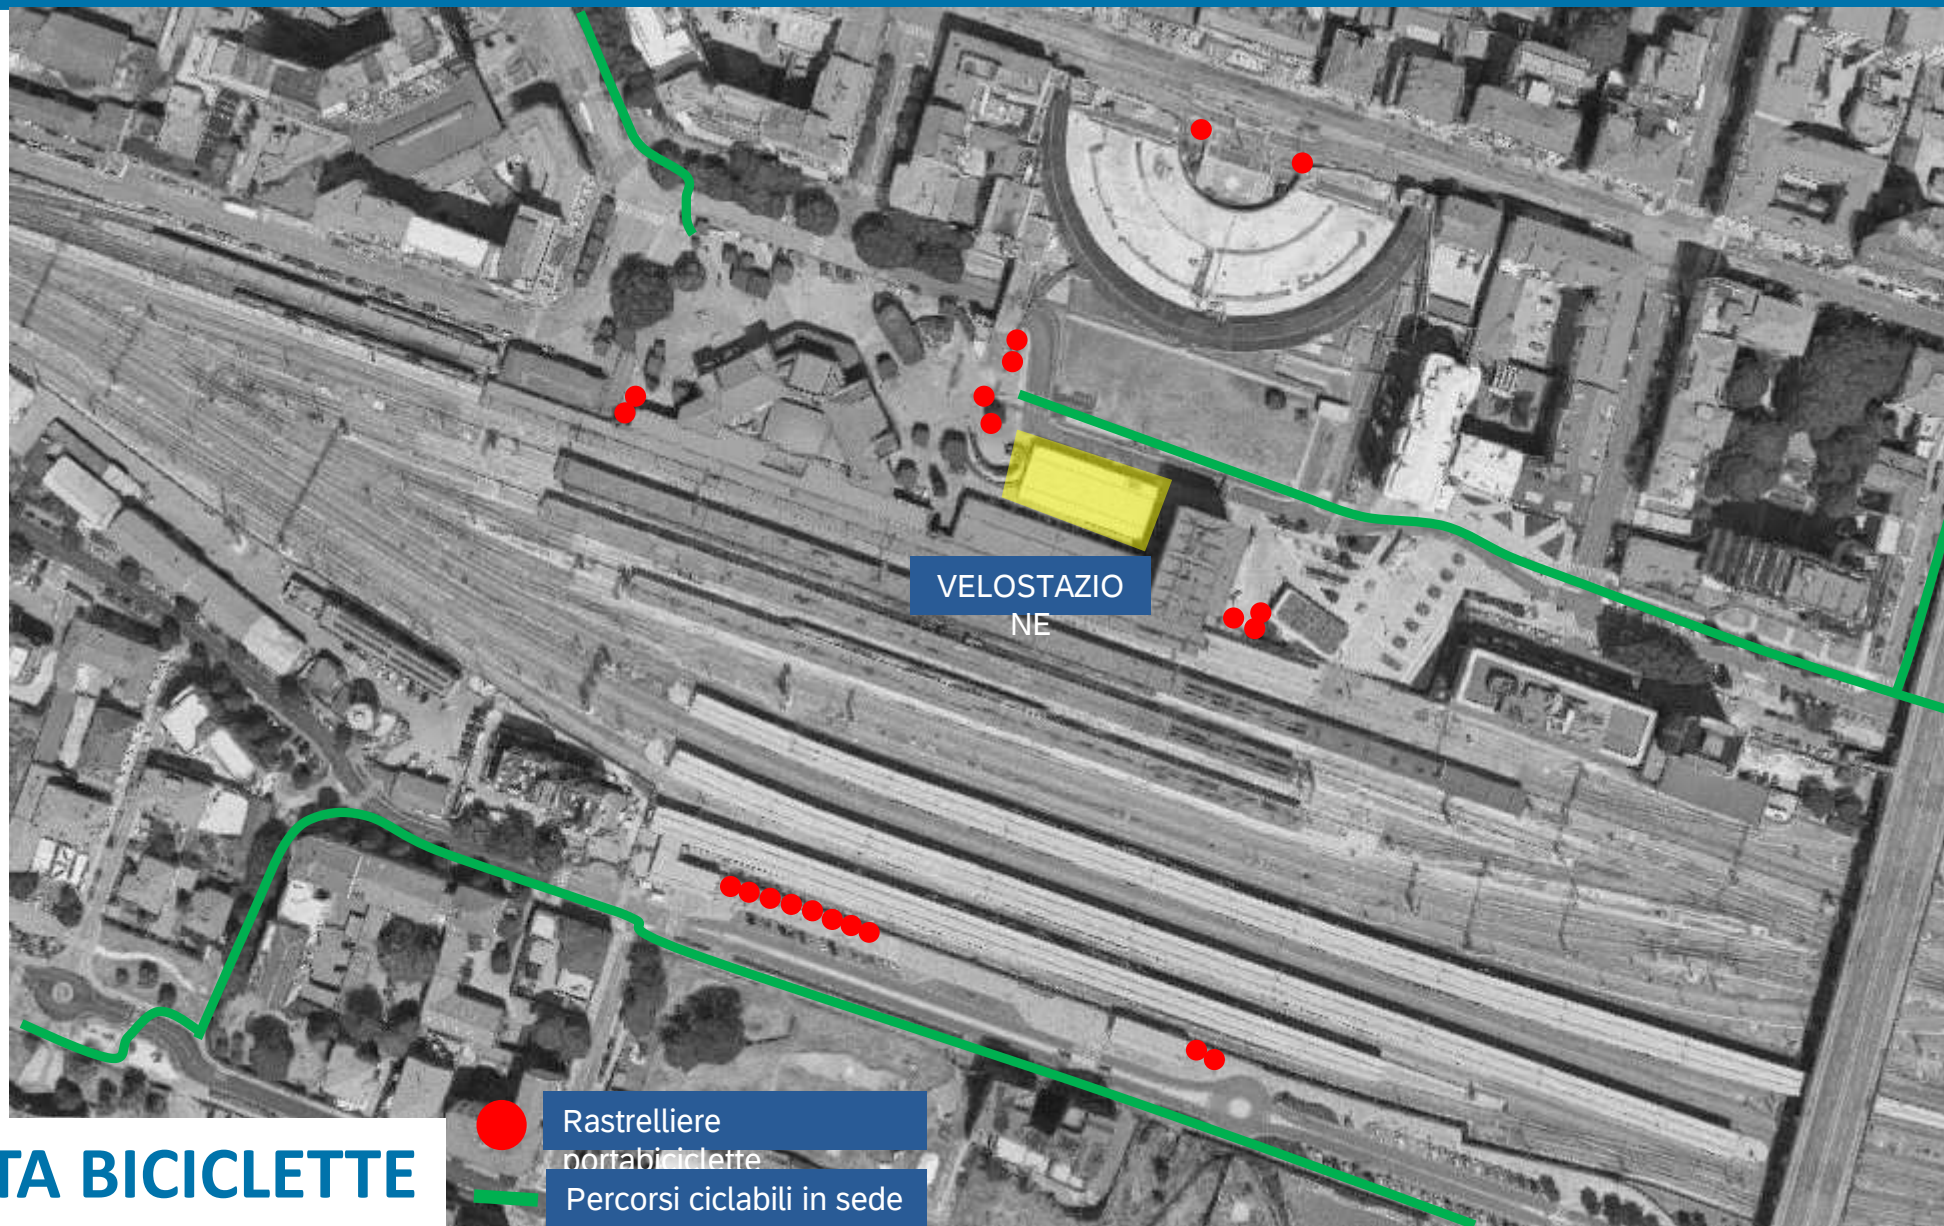 VELOSTAZIO
NE
Rastrelliere
portabiciclette
TA BICICLETTE
Percorsi ciclabili in sede